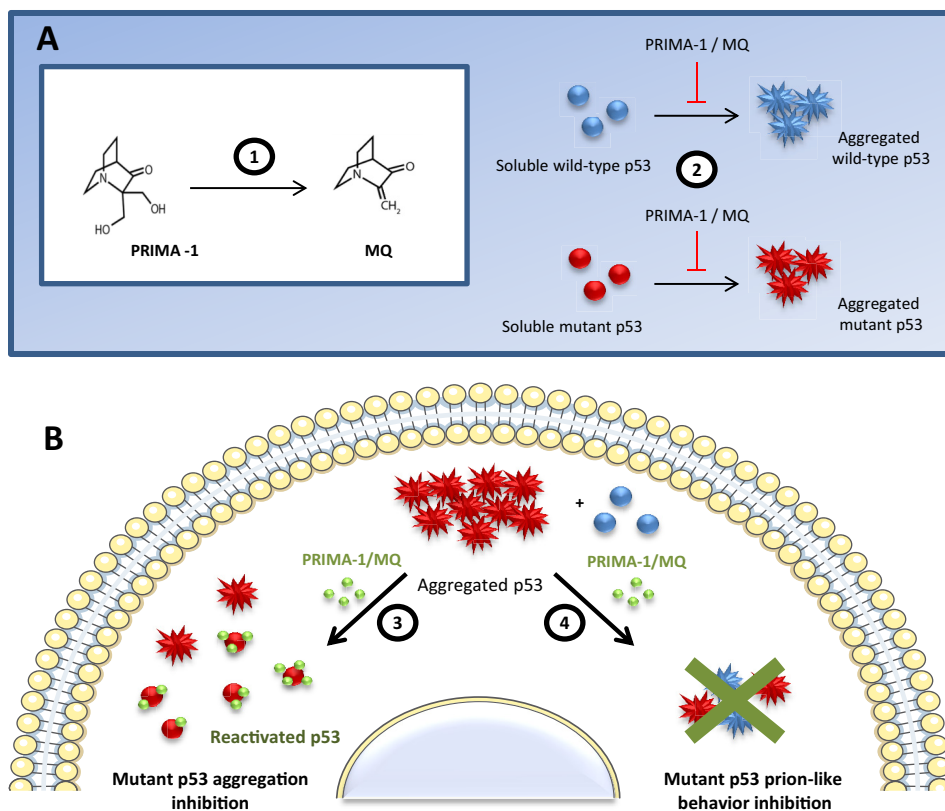 A
PRIMA-1 / MQ
1
N
O
OH
HO
N
O
CH2
PRIMA -1
MQ
Soluble wild-type p53
Aggregated
wild-type p53
2
PRIMA-1 / MQ
Soluble mutant p53
Aggregated
mutant p53
B
+
PRIMA-1/MQ
Aggregated p53
PRIMA-1/MQ
3
4
Reactivated p53
Mutant p53 aggregation
inhibition
Mutant p53 prion-like
behavior inhibition